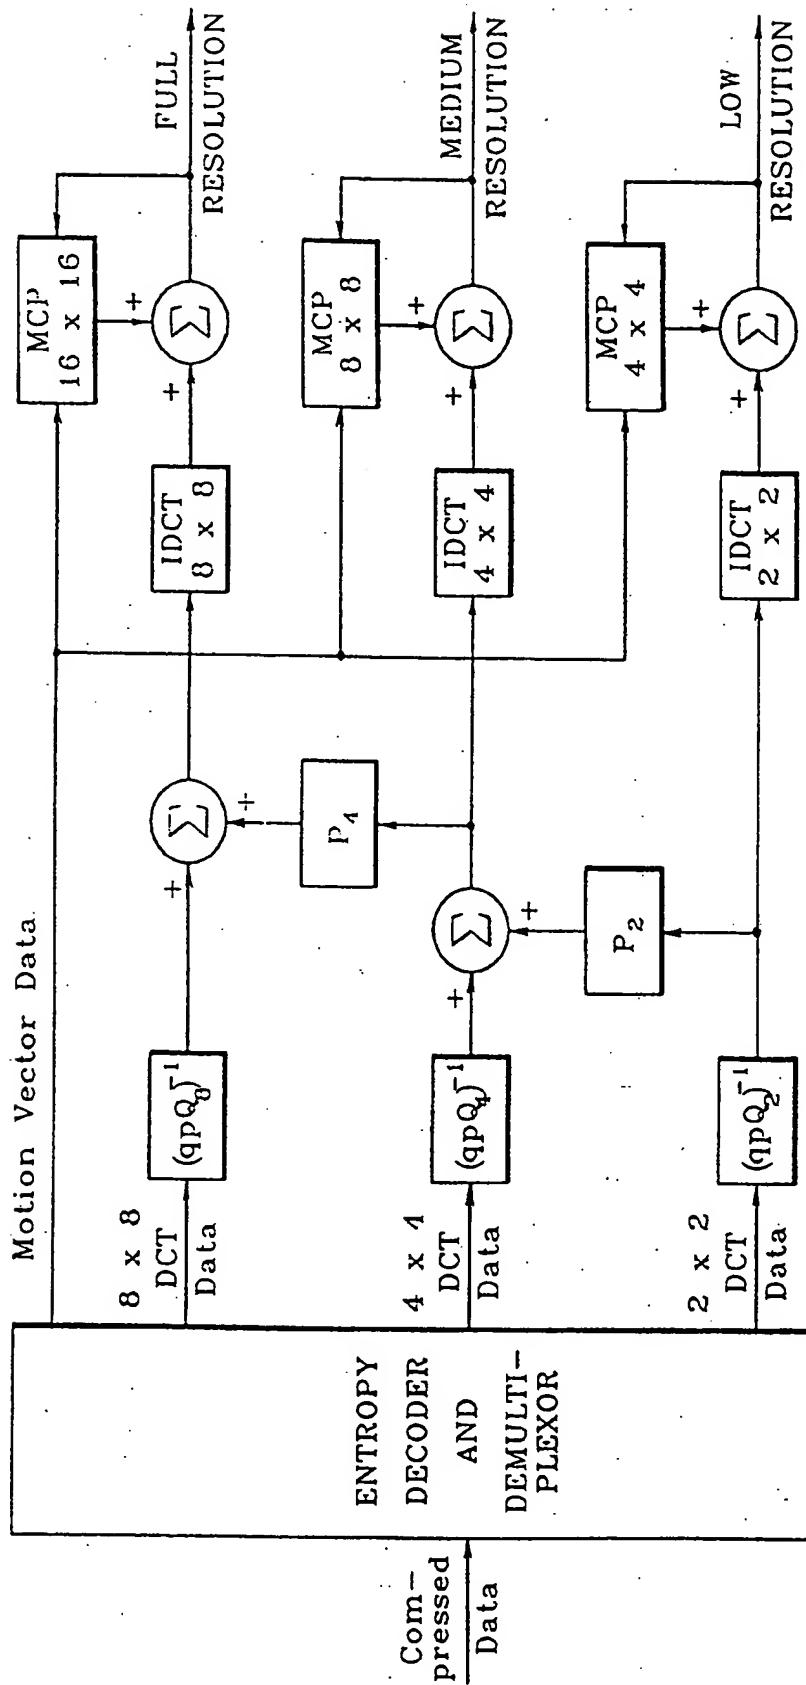 Com-
pressed
Data
ENTROPY
DECODER
AND
DEMULTI-
PLEXOR
Motion Vector Data
8 x 8
DCT
Data
(qpQ8)-1
+
Σ
+
P4
IDCT
8 x 8
+
Σ
+
MCP
16 x 16
FULL
RESOLUTION
4 x 4
DCT
Data
(qpQ4)-1
+
Σ
+
P2
IDCT
4 x 4
+
Σ
+
MCP
8 x 8
MEDIUM
RESOLUTION
2 x 2
DCT
Data
(qpQ2)-1
IDCT
2 x 2
+
Σ
+
MCP
4 x 4
LOW
RESOLUTION